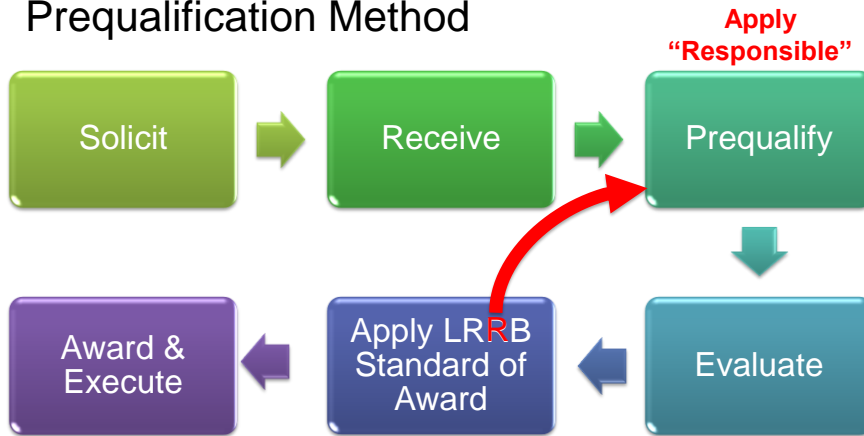 Prequalification Method
Apply
“Responsible”
Solicit
Receive
Prequalify
Award &
Execute
Apply LRRB
Standard of
Award
Evaluate